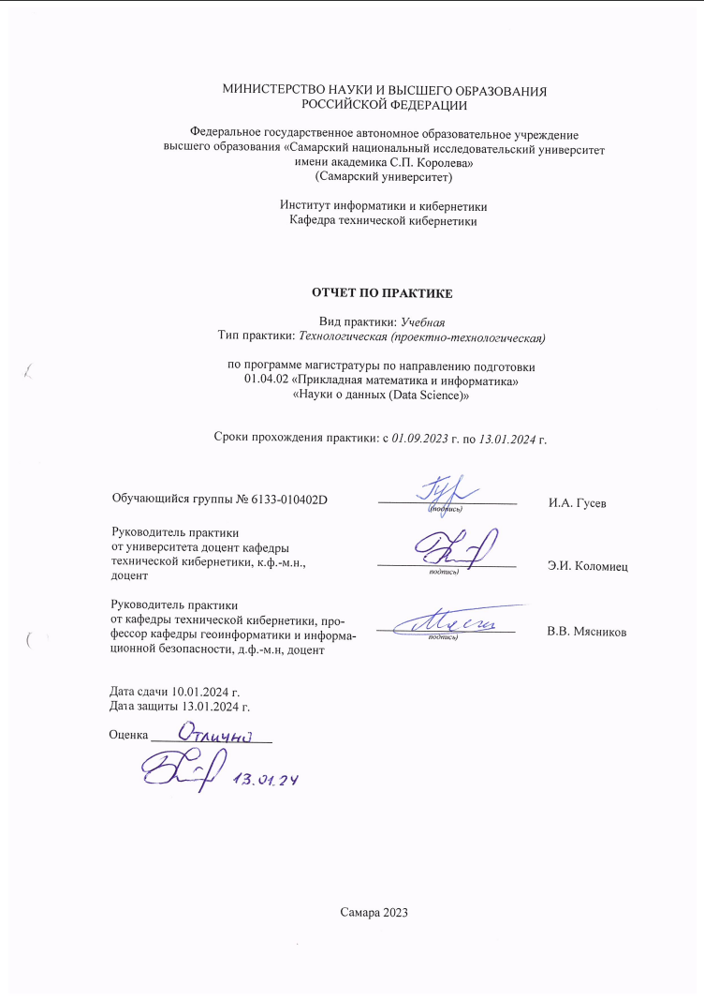 МИНИСТЕРСТВО НАУКИ И ВЫСШЕГО ОБРАЗОВАНИЯ
РОССИЙСКОЙ ФЕДЕРАЦИИ
Федеральное государственное автономное образовательное учреждение
высшего образования «Самарский национальный исследовательский университет
имени академика С.П. Королева»
(Самарский университет)
Институт информатики и кибернетики
Кафедра технической кибернетики
ОТЧЕТ ПО ПРАКТИКЕ
Вид практики: Учебная
Тип практики: Технологическая (проектно-технологическая)
по программе магистратуры по направлению подготовки
01.04.02 «Прикладная математика и информатика»
«Науки о данных (Data Science)»
Сроки прохождения практики: с 01.09.2023 г. по 13.01.2024 г.
Обучающийся группы № 6133-010402D И.А. Гусев
(подпись)
Руководитель практики
от университета доцент кафедры
технической кибернетики, к.ф.-м.н., Э.И. Коломиец
подпись)
доцент
Руководитель практики
от кафедры технической кибернетики, про-
фессор кафедры геоинформатики и информа- В.В. Мясников
подпись)
ционной безопасности, д.ф.-м.н, доцент
Дата сдачи 10.01.2024 г.
Дата защиты 13.01.2024 г.
Оценка Отлично
13.01.24
Самара 2023